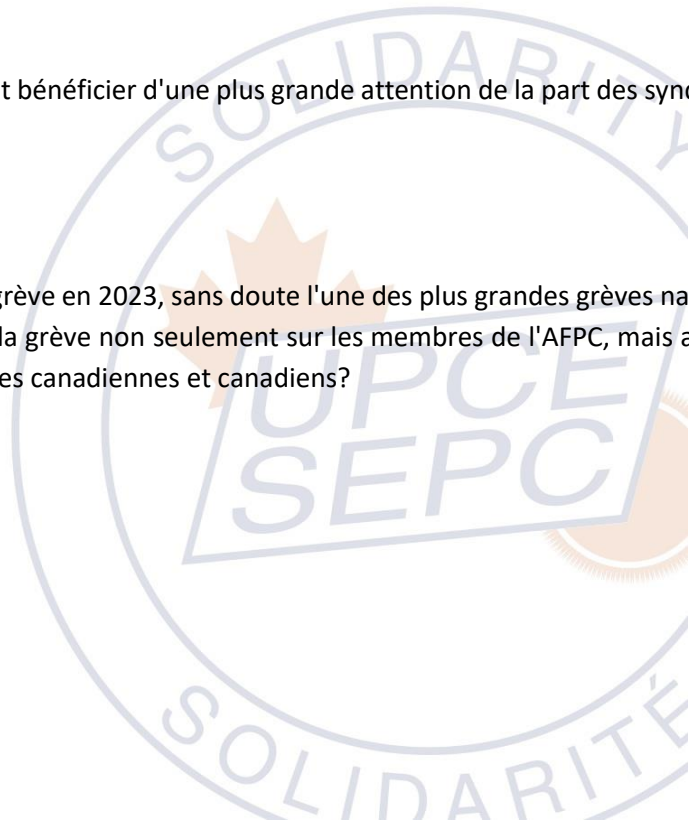 SOLIDARITY
t bénéficier d'une plus grande attention de la part des sync
grève en 2023, sans doute l'une des plus grandes grèves na
la grève non seulement sur les membres de l'AFPC, mais a
es canadiennes et canadiens?
UPCE
SEPC
SOLIDARITÉ